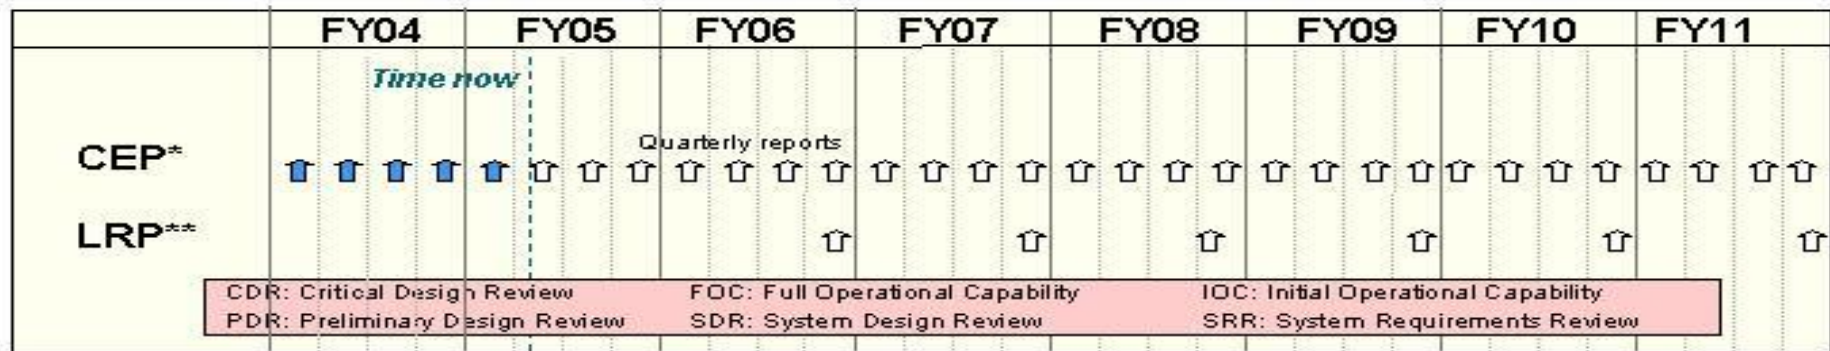 FY04 FY05 FY06 FY07 FY08 FY09 FY10 FY11
Time now
Quarterly reports
CEP*
LRP**
CDR: Critical Design Review FOC: Full Operational Capability IOC: Initial Operational Capability
PDR: Preliminary Design Review SDR: System Design Review SRR: System Requirements Review